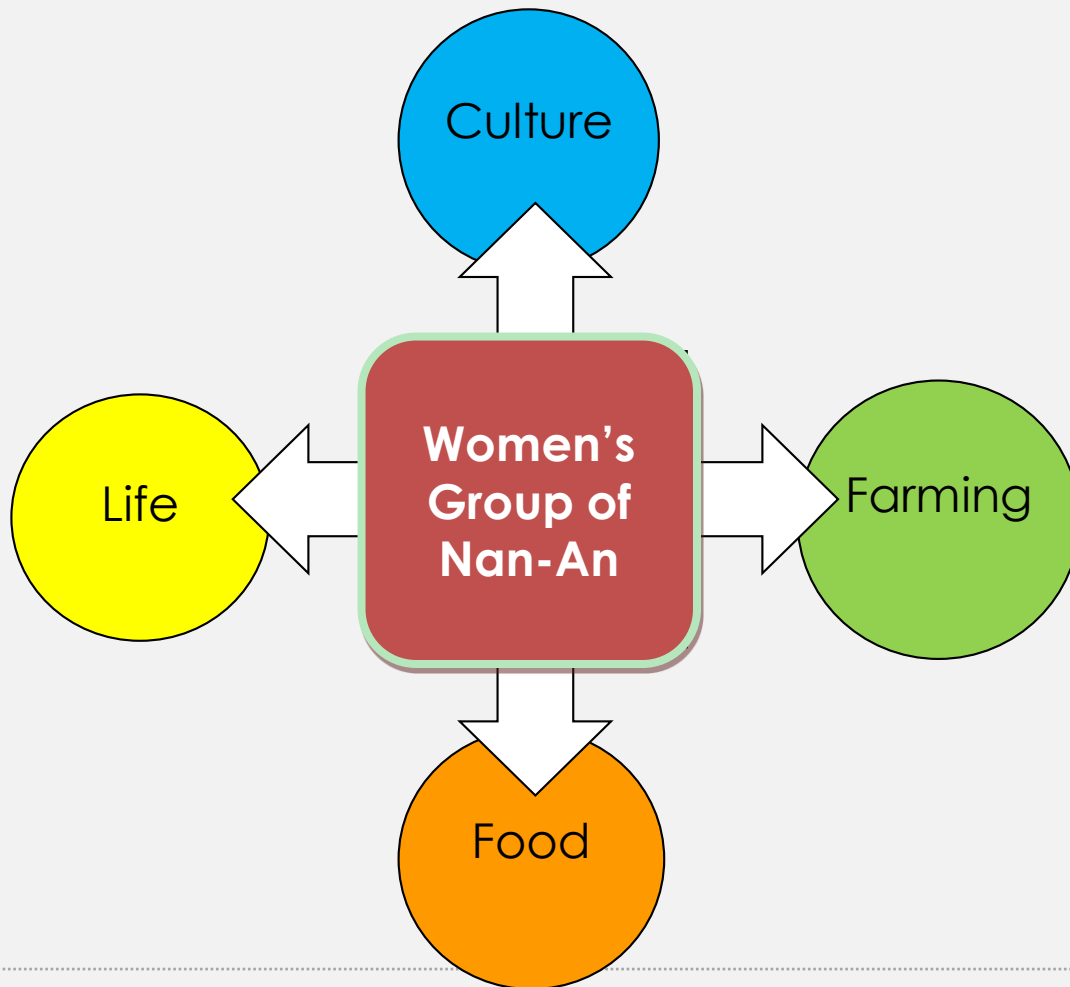 Culture
Life
Women’s
Group of
Nan-An
Farming
Food